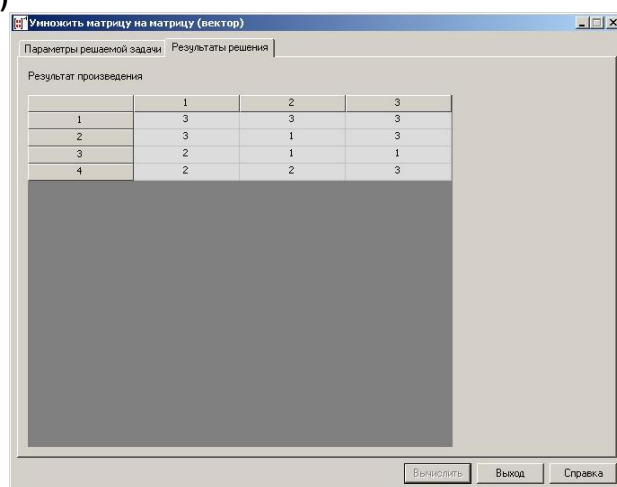 )
Умножить матрицу на матрицу (вектор)
Параметры решаемой задачи Результаты решения
Результат произведения
1 2 3
1 3 3 3
2 3 1 3
3 2 1 1
4 2 2 3
Вычислить Выход Справка